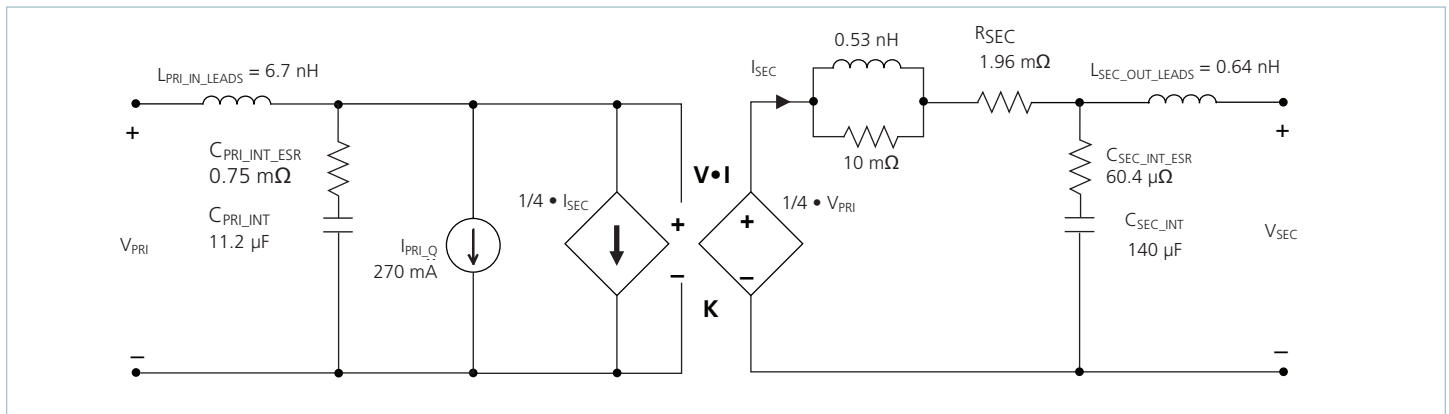 L_PRI_IN_LEADS = 6.7 nH
+
C_PRI_INT_ESR
0.75 mΩ
C_PRI_INT
11.2 µF
V_PRI
–
I_PRI_Q
270 mA
1/4 • I_SEC
+
–
V•I
K
+
–
1/4 • V_PRI
I_SEC
0.53 nH
10 mΩ
R_SEC
1.96 mΩ
L_SEC_OUT_LEADS = 0.64 nH
+
C_SEC_INT_ESR
60.4 µΩ
C_SEC_INT
140 µF
V_SEC
–